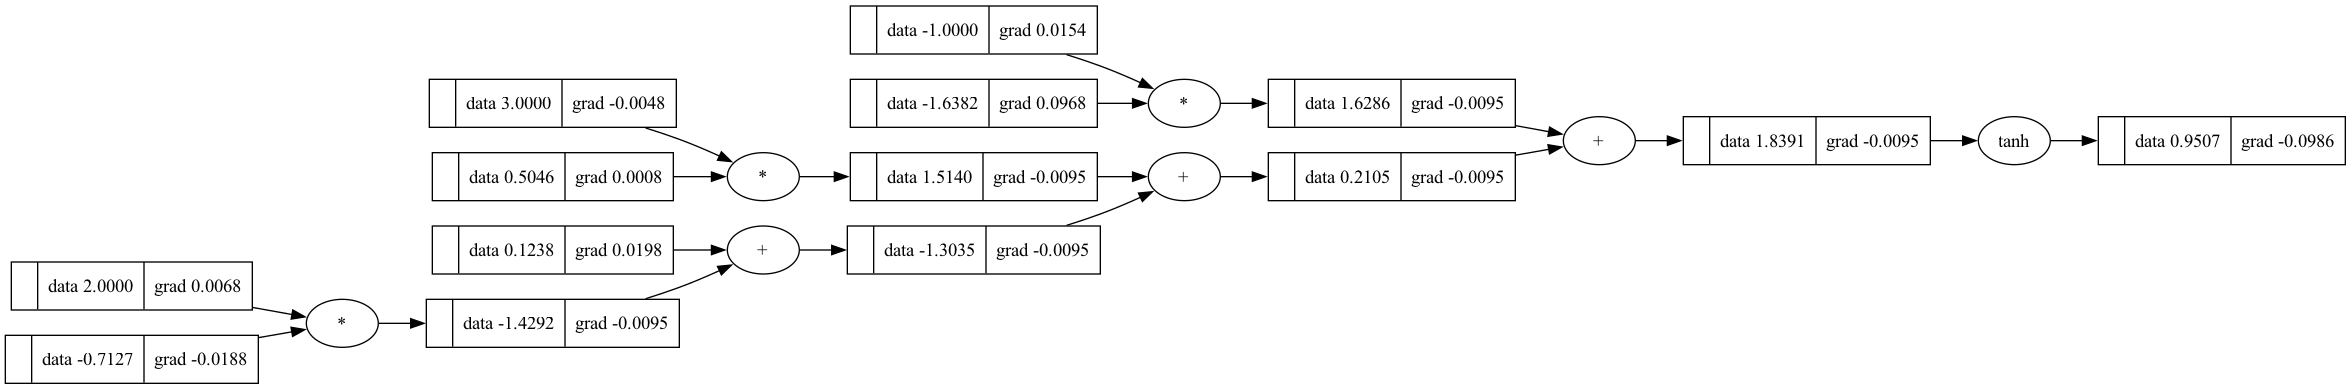 data -1.0000 grad 0.0154
data 3.0000 grad -0.0048
data -1.6382 grad 0.0968
*
data 1.6286 grad -0.0095
+
data 1.8391 grad -0.0095
tanh
data 0.9507 grad -0.0986
data 0.5046 grad 0.0008
*
data 1.5140 grad -0.0095
+
data 0.2105 grad -0.0095
data 0.1238 grad 0.0198
+
data -1.3035 grad -0.0095
data 2.0000 grad 0.0068
*
data -1.4292 grad -0.0095
data -0.7127 grad -0.0188